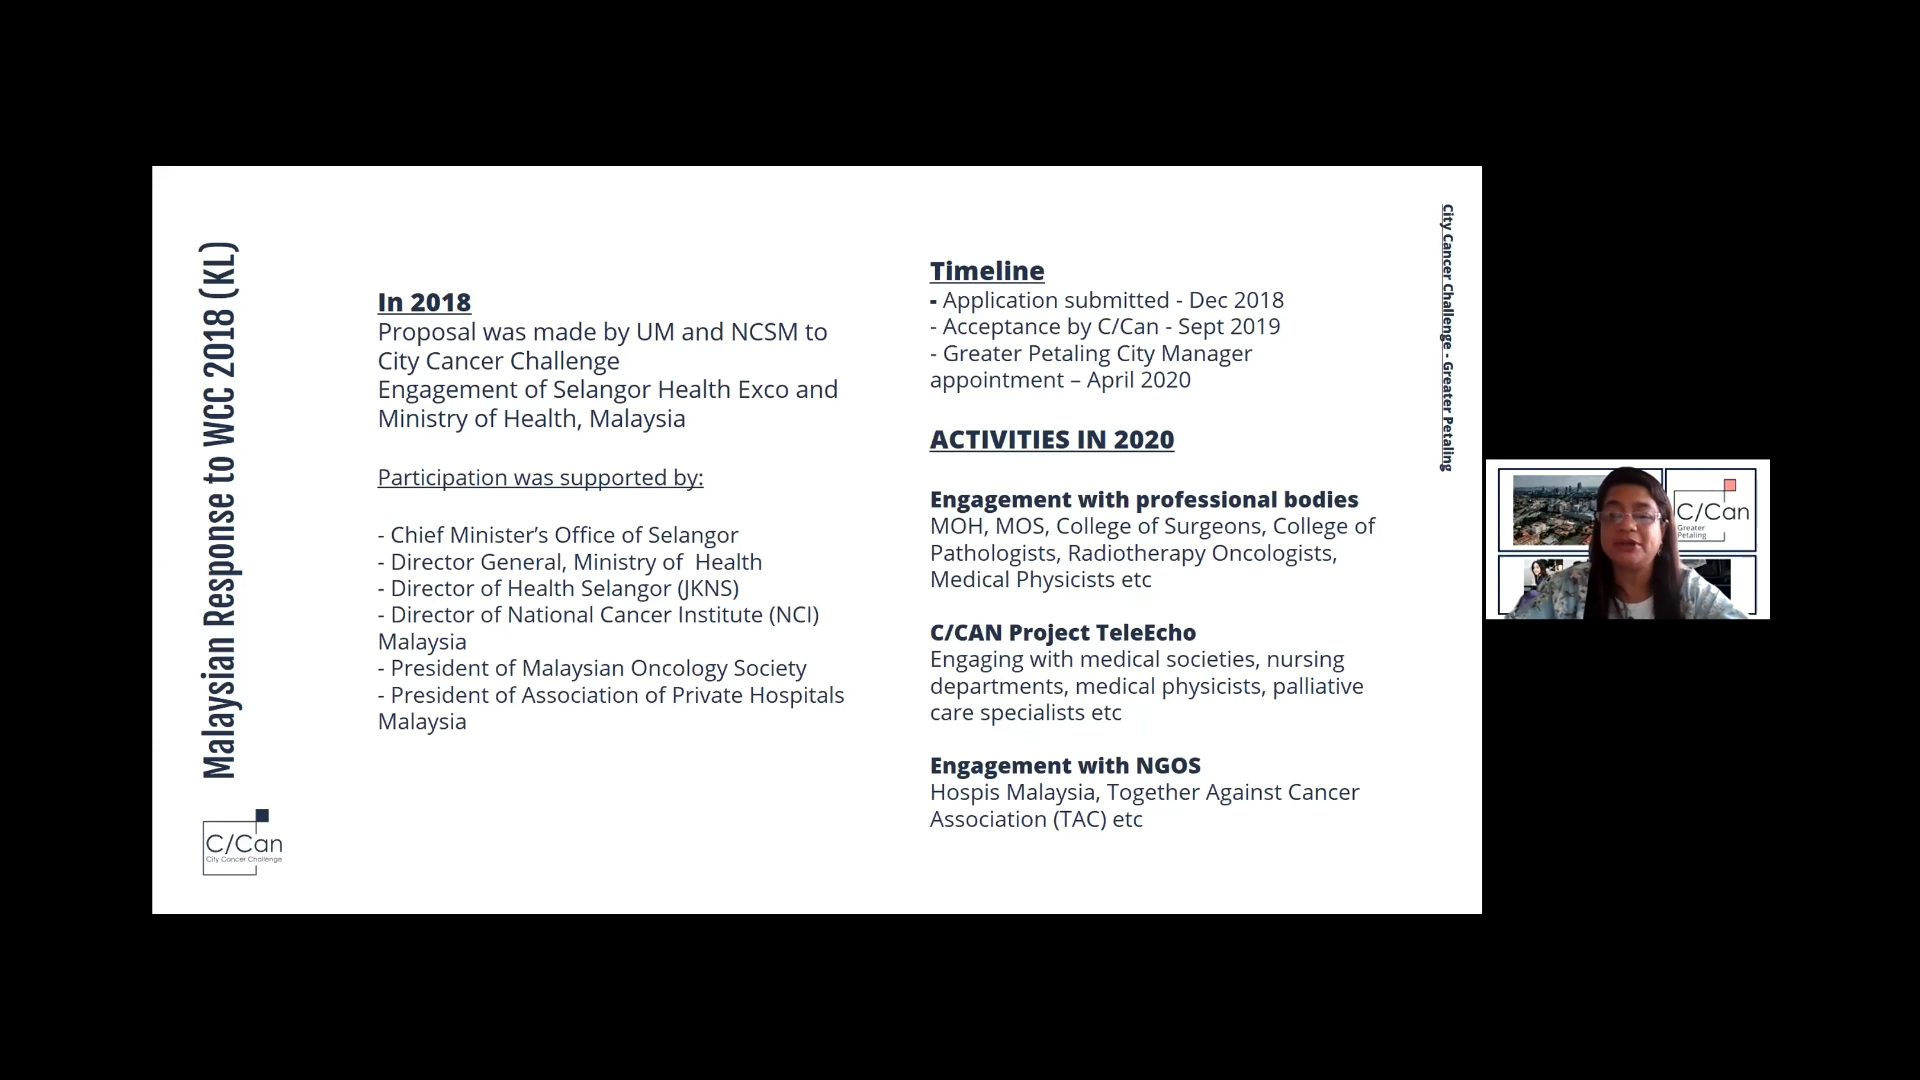 Malaysian Response to WCC 2018 (KL)
In 2018
Proposal was made by UM and NCSM to
City Cancer Challenge
Engagement of Selangor Health Exco and
Ministry of Health, Malaysia
Participation was supported by:
- Chief Minister’s Office of Selangor
- Director General, Ministry of  Health
- Director of Health Selangor (JKNS)
- Director of National Cancer Institute (NCI)
Malaysia
- President of Malaysian Oncology Society
- President of Association of Private Hospitals
Malaysia
Timeline
- Application submitted - Dec 2018
- Acceptance by C/Can - Sept 2019
- Greater Petaling City Manager
appointment – April 2020
ACTIVITIES IN 2020
Engagement with professional bodies
MOH, MOS, College of Surgeons, College of
Pathologists, Radiotherapy Oncologists,
Medical Physicists etc
C/CAN Project TeleEcho
Engaging with medical societies, nursing
departments, medical physicists, palliative
care specialists etc
Engagement with NGOS
Hospis Malaysia, Together Against Cancer
Association (TAC) etc
City Cancer Challenge - Greater Petaling
C/Can
City Cancer Challenge
C/Can
Greater
Petaling